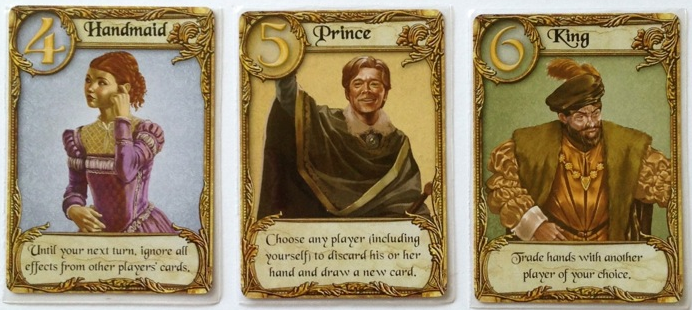 4 Handmaid
Until your next turn, ignore all
effects from other players' cards.
5 Prince
Choose any player (including
yourself) to discard his or her
hand and draw a new card.
6 King
Trade hands with another
player of your choice.